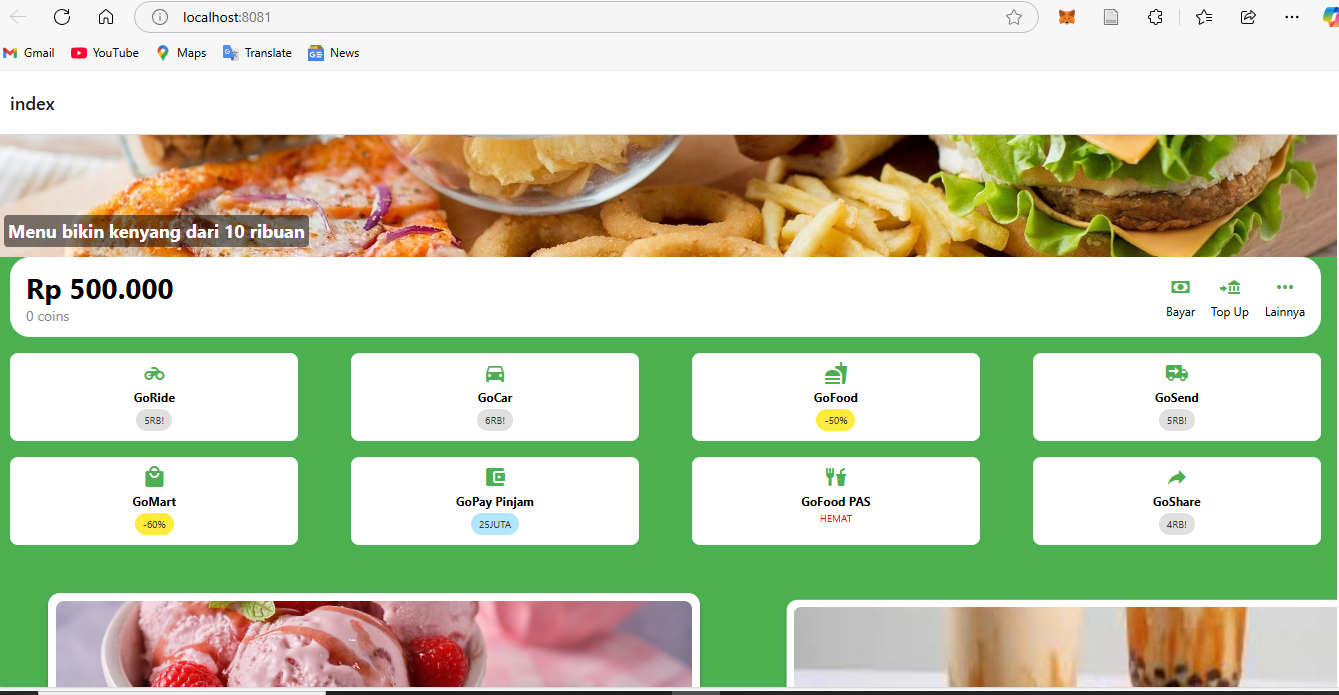 localhost:8081
Gmail YouTube Maps Translate News
index
Menu bikin kenyang dari 10 ribuan
Rp 500.000
0 coins
Bayar Top Up Lainnya
GoRide GoCar GoFood GoSend
5RB! 6RB! -50% 5RB!
GoMart GoPay Pinjam GoFood PAS GoShare
-60% 25JUTA HEMAT 4RB!